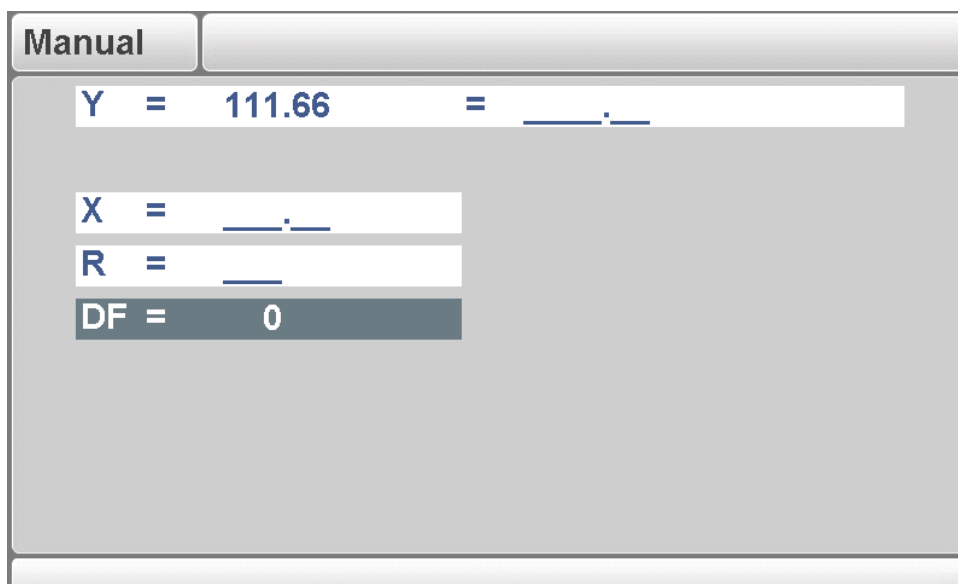 Manual
Y = 111.66 = ____.__
X = ___.__
R = ___
DF = 0